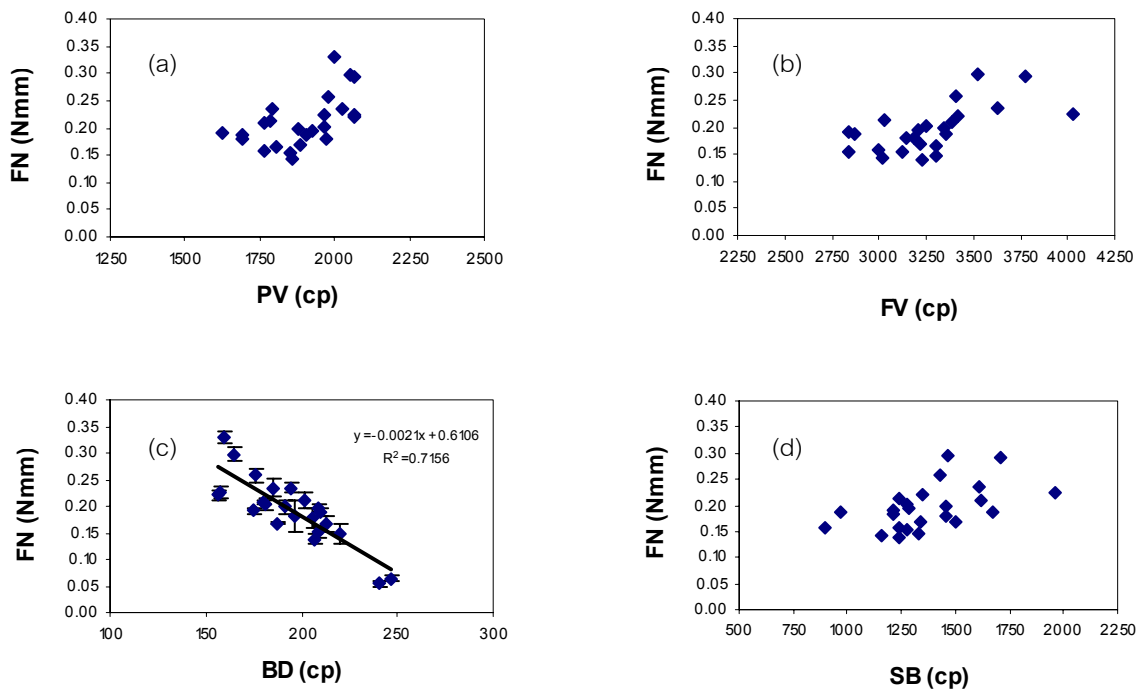 0.40
0.35
0.30
0.25
0.20
0.15
0.10
0.05
0.00
FN (Nmm)
(a)
1250 1500 1750 2000 2250 2500
PV (cp)
0.40
0.35
0.30
0.25
0.20
0.15
0.10
0.05
0.00
FN (Nmm)
(b)
2250 2500 2750 3000 3250 3500 3750 4000 4250
FV (cp)
0.40
0.35
0.30
0.25
0.20
0.15
0.10
0.05
0.00
FN (Nmm)
(c)
y =-0.0021x + 0.6106
R² =0.7156
100 150 200 250 300
BD (cp)
0.40
0.35
0.30
0.25
0.20
0.15
0.10
0.05
0.00
FN (Nmm)
(d)
500 750 1000 1250 1500 1750 2000 2250
SB (cp)